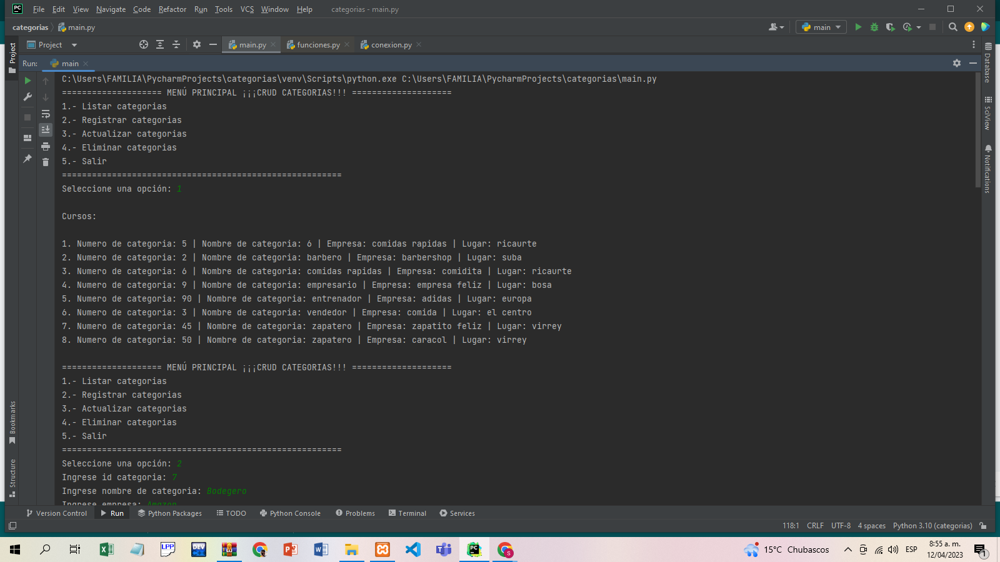 PC File Edit View Navigate Code Refactor Run Tools VCS Window Help categorias - main.py
categorias main.py
main
Project
main.py funciones.py conexion.py
Run: main
C:\Users\FAMILIA\PycharmProjects\categorias\venv\Scripts\python.exe C:\Users\FAMILIA\PycharmProjects\categorias\main.py
==================== MENÚ PRINCIPAL ¡¡¡CRUD CATEGORIAS!!! ====================
1.- Listar categorias
2.- Registrar categorias
3.- Actualizar categorias
4.- Eliminar categorias
5.- Salir
========================================================
Seleccione una opción: 1
Cursos:
1. Numero de categoria: 5 | Nombre de categoria: 6 | Empresa: comidas rapidas | Lugar: ricaurte
2. Numero de categoria: 2 | Nombre de categoria: barbero | Empresa: barbershop | Lugar: suba
3. Numero de categoria: 6 | Nombre de categoria: comidas rapidas | Empresa: comidita | Lugar: ricaurte
4. Numero de categoria: 9 | Nombre de categoria: empresario | Empresa: empresa feliz | Lugar: bosa
5. Numero de categoria: 90 | Nombre de categoria: entrenador | Empresa: adidas | Lugar: europa
6. Numero de categoria: 3 | Nombre de categoria: vendedor | Empresa: comida | Lugar: el centro
7. Numero de categoria: 45 | Nombre de categoria: zapatero | Empresa: zapatito feliz | Lugar: virrey
8. Numero de categoria: 50 | Nombre de categoria: zapatero | Empresa: caracol | Lugar: virrey
==================== MENÚ PRINCIPAL ¡¡¡CRUD CATEGORIAS!!! ====================
1.- Listar categorias
2.- Registrar categorias
3.- Actualizar categorias
4.- Eliminar categorias
5.- Salir
========================================================
Seleccione una opción: 2
Ingrese id categoria: 7
Ingrese nombre de categoria: Bodegero
Ingrese empresa: Amazon
Project
Bookmarks
Structure
Database
SciView
Notifications
Version Control Run Python Packages TODO Python Console Problems Terminal Services
118:1 CRLF UTF-8 4 spaces Python 3.10 (categorias)
LPP DEV
15°C Chubascos ESP 8:55 a. m.
12/04/2023 1